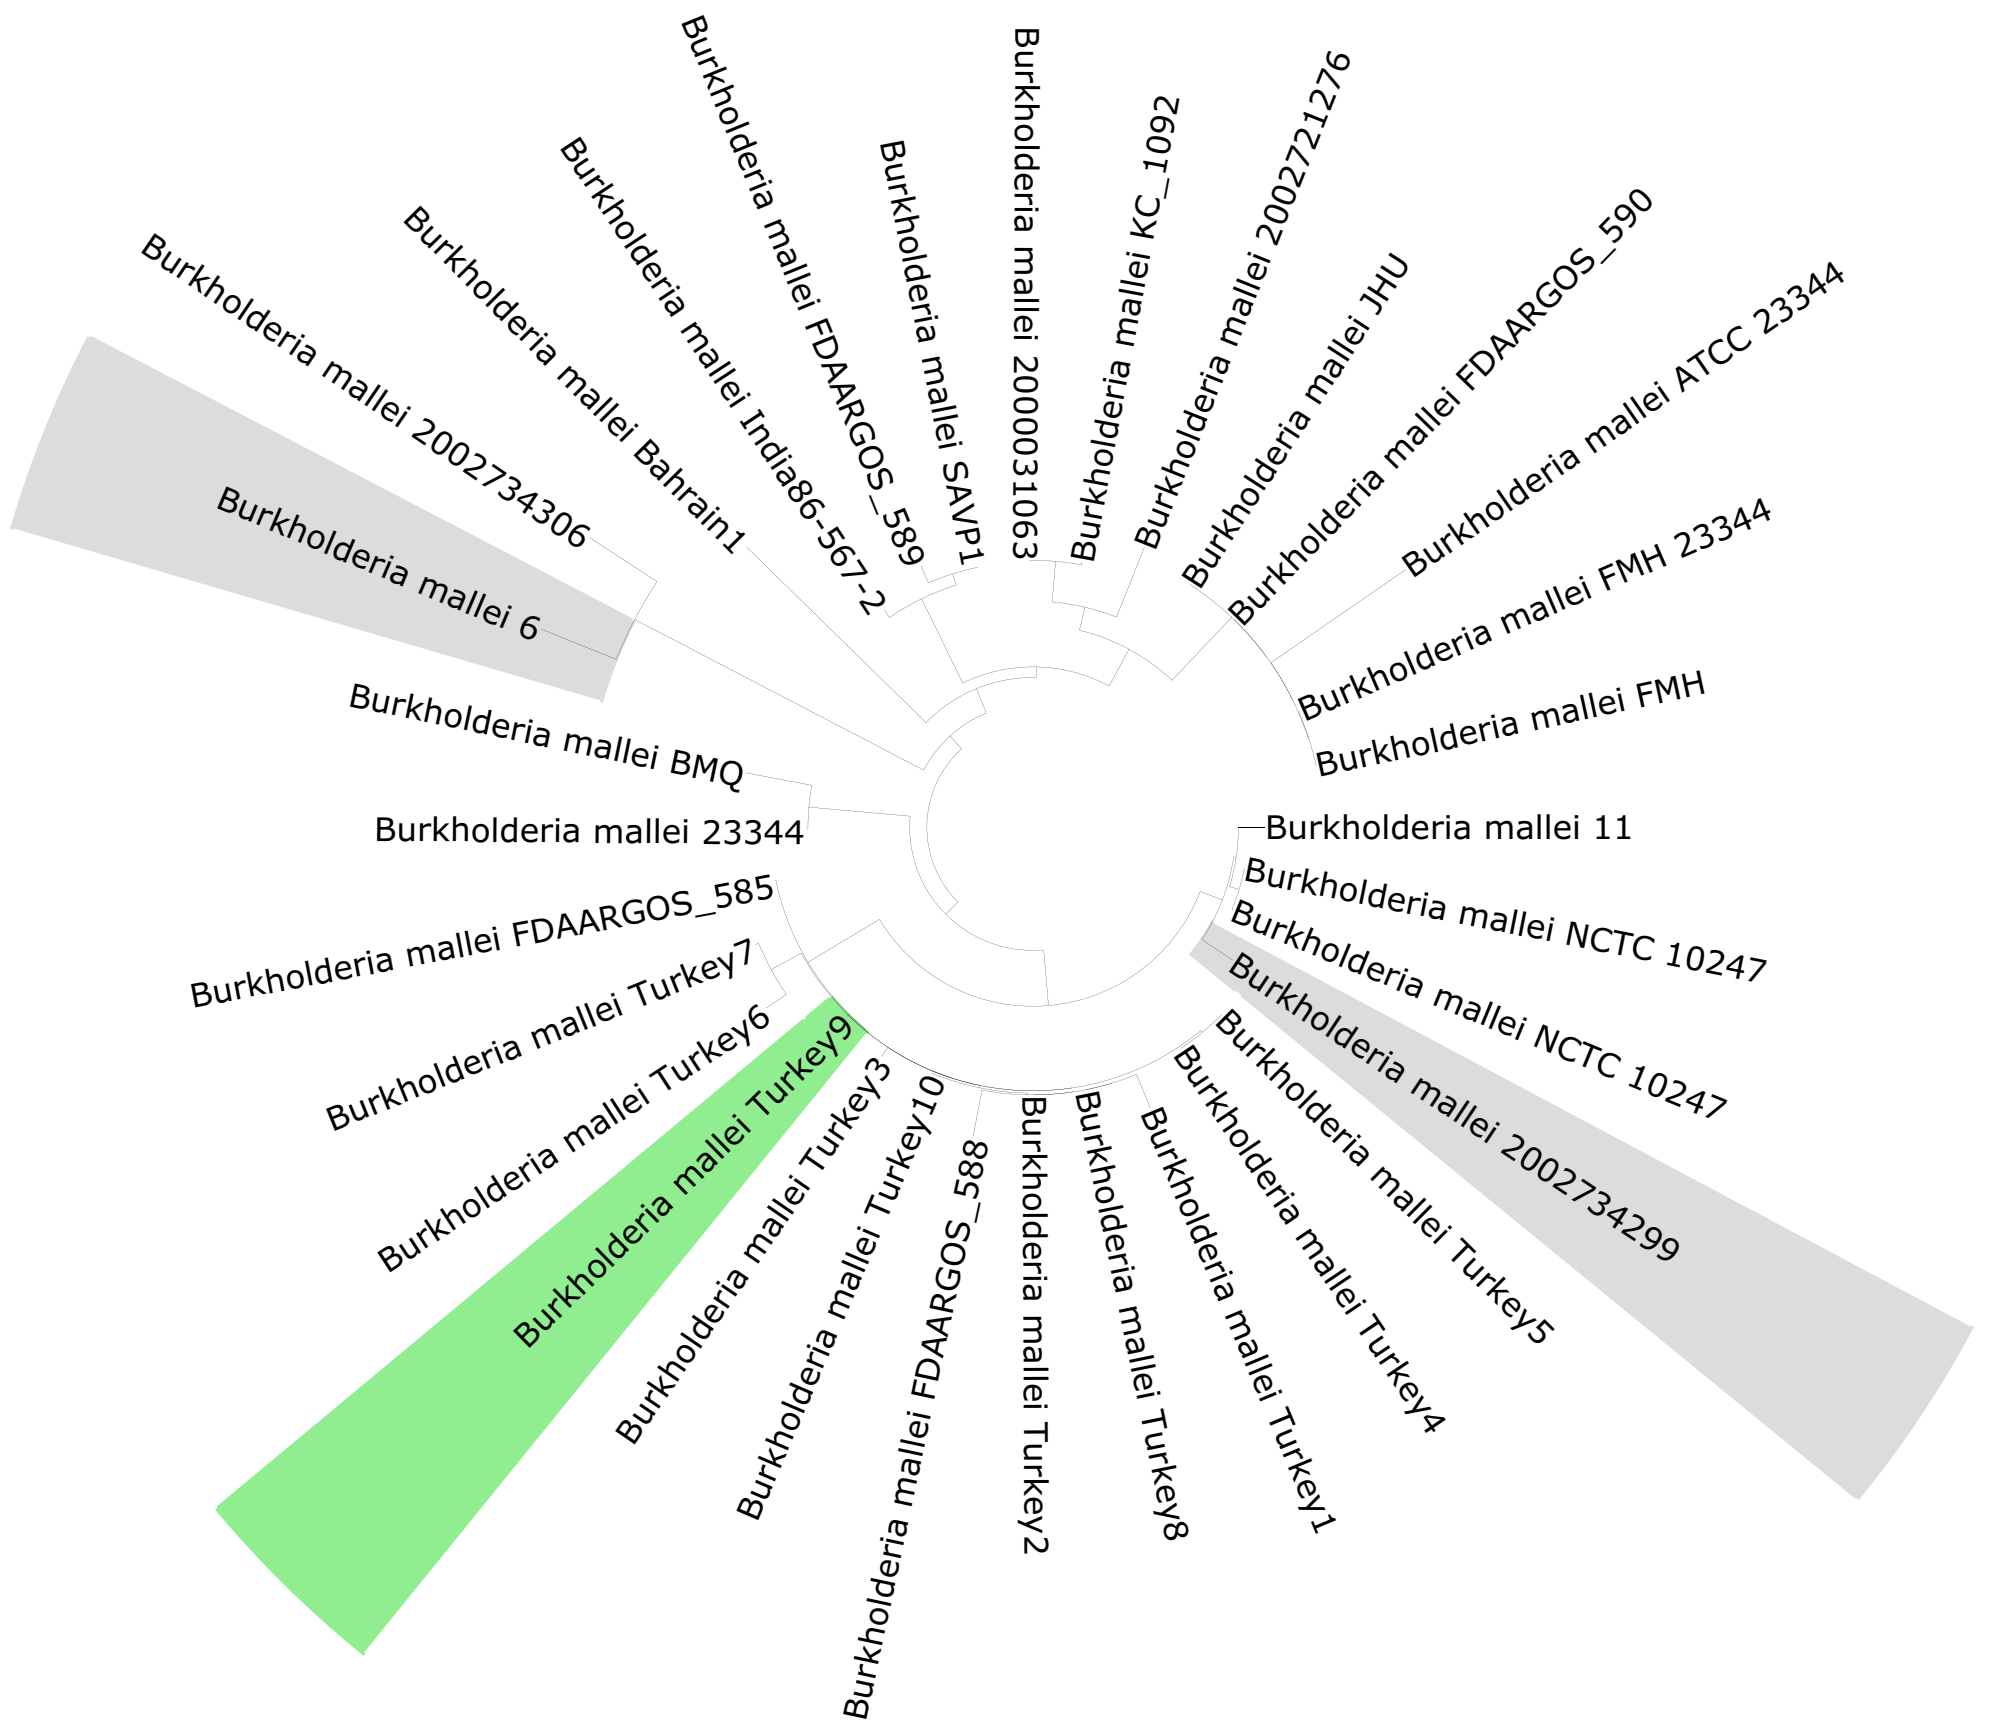 Burkholderia mallei FDAARGOS_589
Burkholderia mallei SAVP1
Burkholderia mallei 2000031063
Burkholderia mallei KC_1092
Burkholderia mallei 2002721276
Burkholderia mallei JHU
Burkholderia mallei FDAARGOS_590
Burkholderia mallei ATCC 23344
Burkholderia mallei FMH 23344
Burkholderia mallei FMH
Burkholderia mallei 11
Burkholderia mallei NCTC 10247
Burkholderia mallei NCTC 10247
Burkholderia mallei 2002734299
Burkholderia mallei Turkey5
Burkholderia mallei Turkey4
Burkholderia mallei Turkey1
Burkholderia mallei Turkey8
Burkholderia mallei Turkey2
Burkholderia mallei FDAARGOS_588
Burkholderia mallei Turkey10
Burkholderia mallei Turkey3
Burkholderia mallei Turkey9
Burkholderia mallei Turkey6
Burkholderia mallei Turkey7
Burkholderia mallei FDAARGOS_585
Burkholderia mallei 23344
Burkholderia mallei BMQ
Burkholderia mallei 6
Burkholderia mallei 2002734306
Burkholderia mallei Bahrain1
Burkholderia mallei India86-567-2